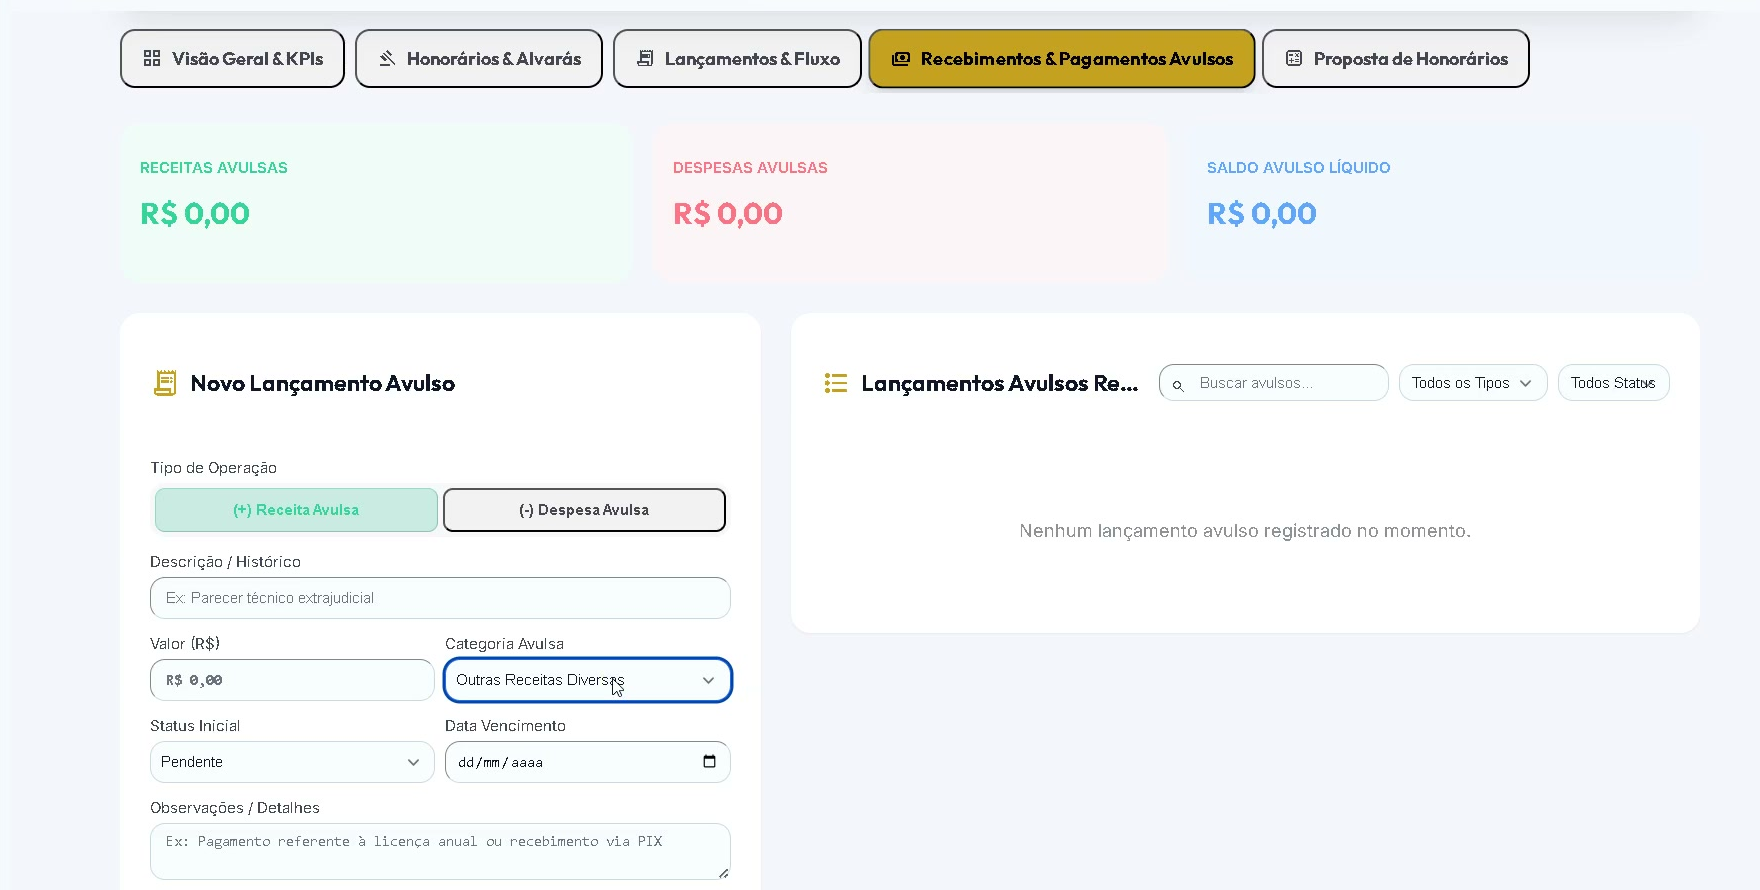 Visão Geral & KPIs
Honorários & Alvarás
Lançamentos & Fluxo
Recebimentos & Pagamentos Avulsos
Proposta de Honorários
RECEITAS AVULSAS
R$ 0,00
DESPESAS AVULSAS
R$ 0,00
SALDO AVULSO LÍQUIDO
R$ 0,00
Novo Lançamento Avulso
Tipo de Operação
(+) Receita Avulsa
(-) Despesa Avulsa
Descrição / Histórico
Ex: Parecer técnico extrajudicial
Valor (R$)
Categoria Avulsa
R$ 0,00
Outras Receitas Diversas
Status Inicial
Data Vencimento
Pendente
dd/mm/aaaa
Observações / Detalhes
Ex: Pagamento referente à licença anual ou recebimento via PIX
Lançamentos Avulsos Re...
Buscar avulsos...
Todos os Tipos
Todos Status
Nenhum lançamento avulso registrado no momento.